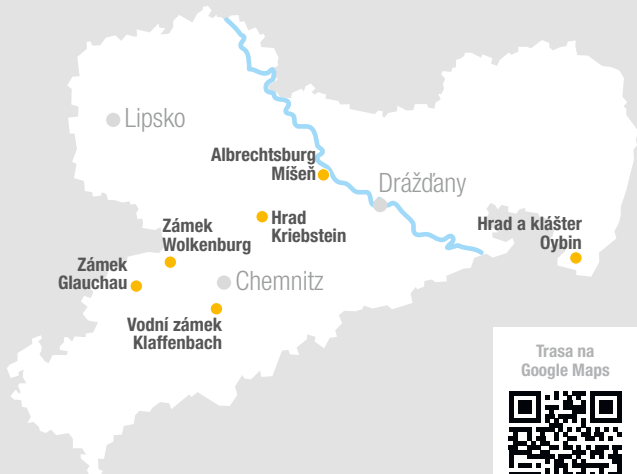 Lipsko
Albrechtsburg
Míšeň
Drážďany
Hrad
Kriebstein
Hrad a klášter
Oybin
Zámek
Wolkenburg
Zámek
Glauchau
Chemnitz
Vodní zámek
Klaffenbach
Trasa na
Google Maps